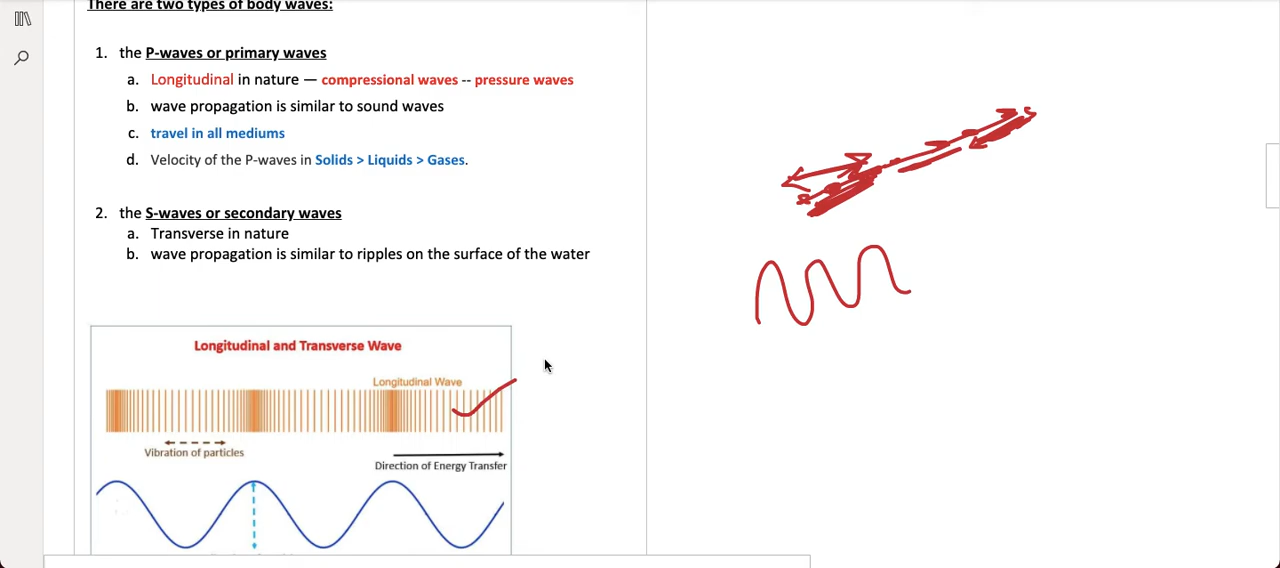 There are two types of body waves:
1. the P-waves or primary waves
a. Longitudinal in nature — compressional waves -- pressure waves
b. wave propagation is similar to sound waves
c. travel in all mediums
d. Velocity of the P-waves in Solids > Liquids > Gases.
2. the S-waves or secondary waves
a. Transverse in nature
b. wave propagation is similar to ripples on the surface of the water
Longitudinal and Transverse Wave
Longitudinal Wave
Vibration of particles
Direction of Energy Transfer